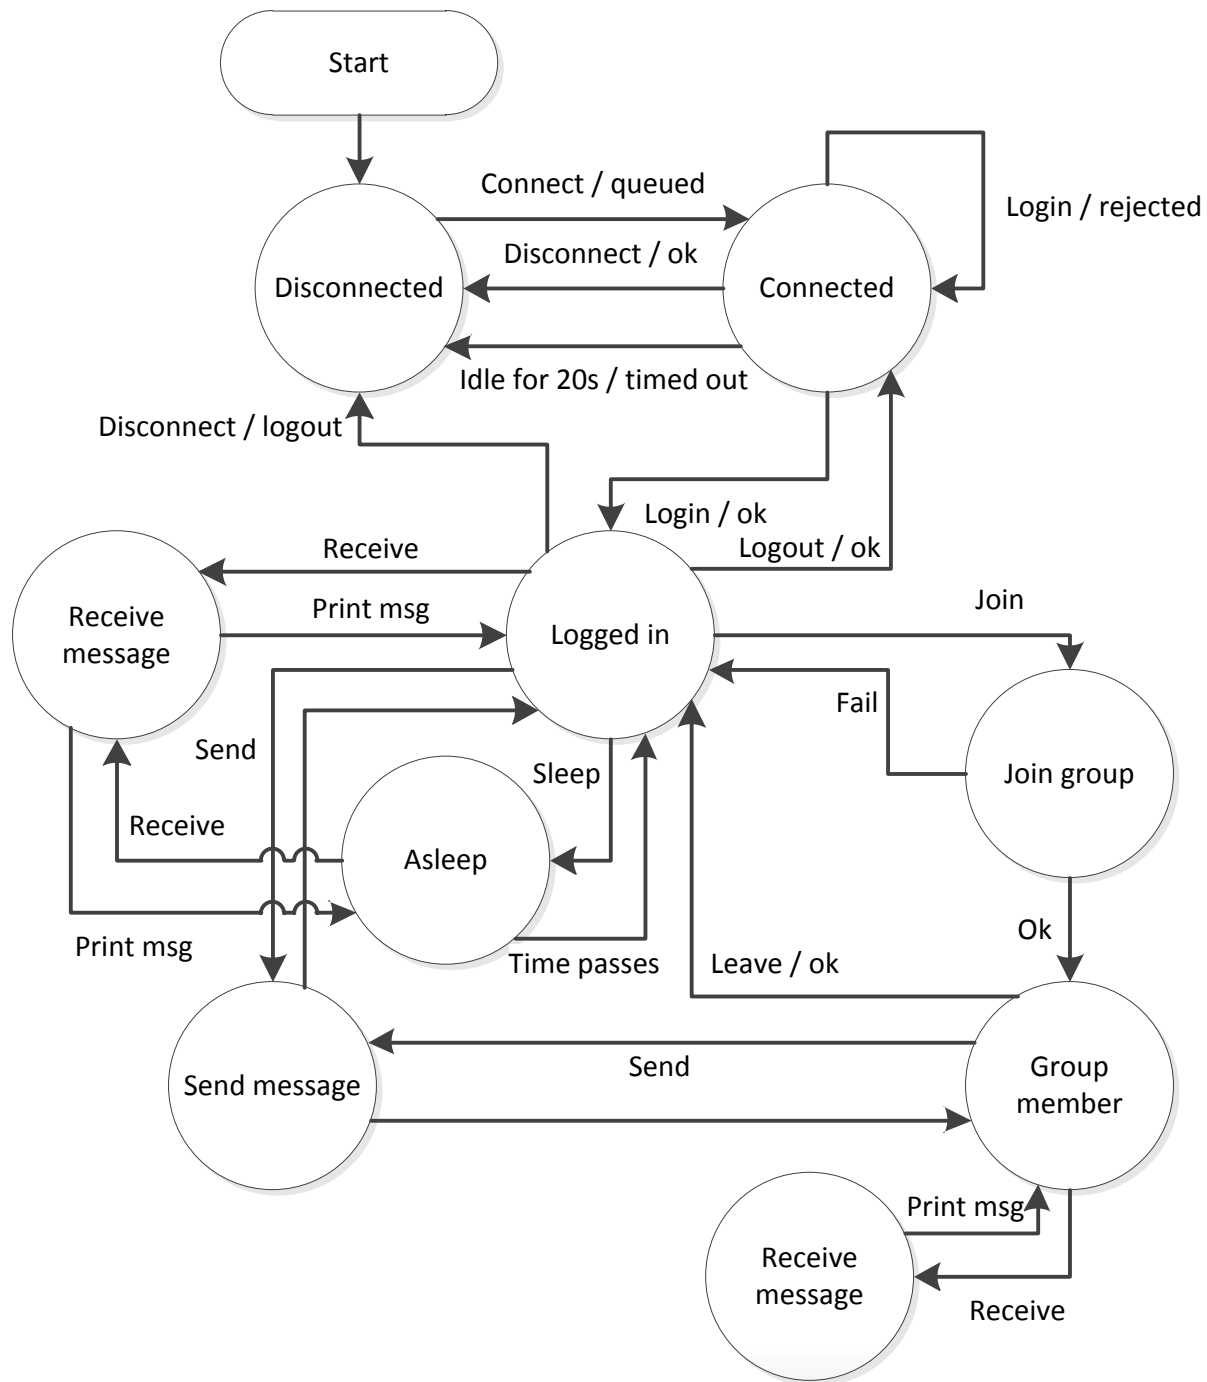 Start
Connect / queued
Login / rejected
Disconnect / ok
Disconnected
Connected
Idle for 20s / timed out
Disconnect / logout
Login / ok
Logout / ok
Receive
Join
Print msg
Receive
message
Logged in
Fail
Send
Sleep
Join group
Receive
Asleep
Ok
Print msg
Time passes
Leave / ok
Send
Send message
Group
member
Print msg
Receive
message
Receive